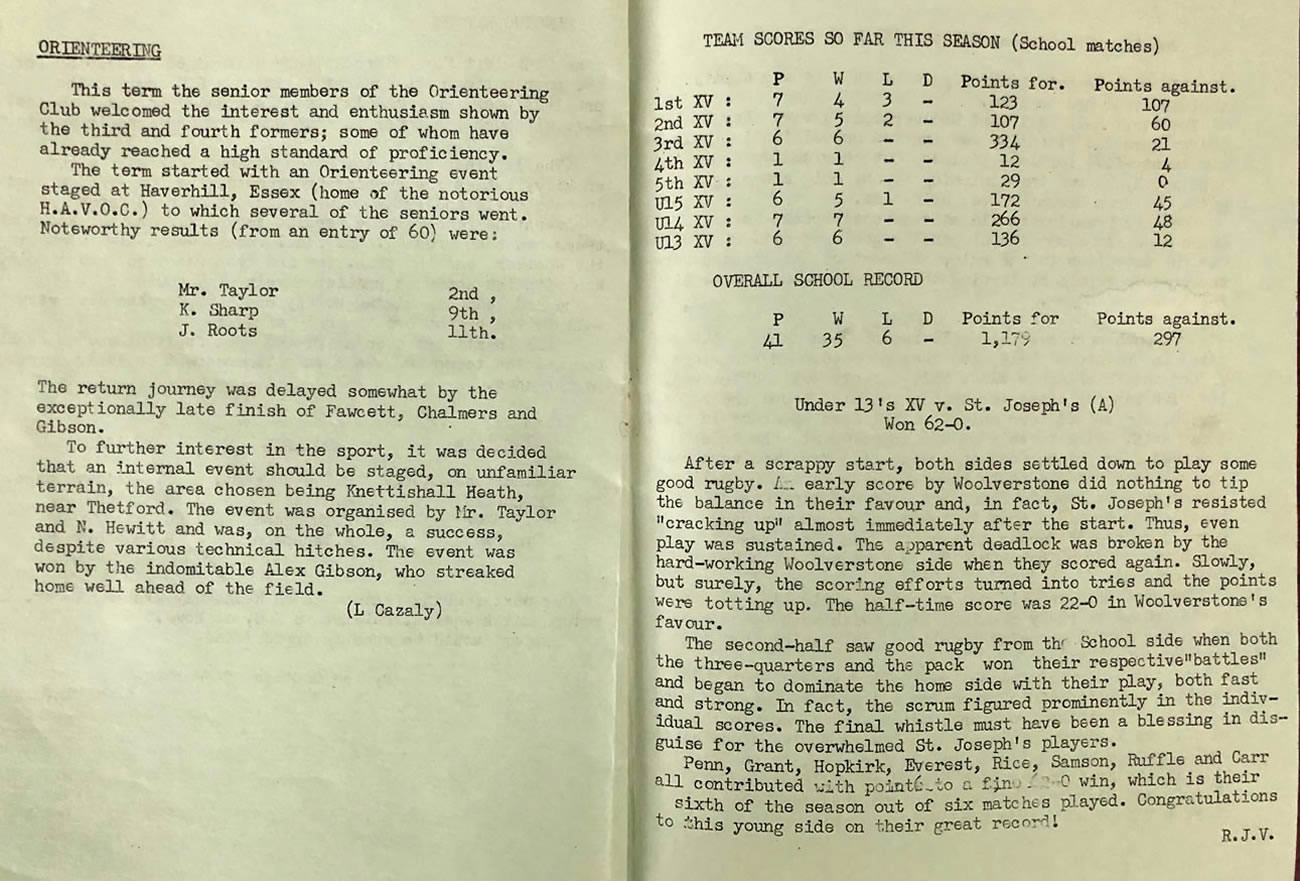 ORIENTEERING
This term the senior members of the Orienteering
Club welcomed the interest and enthusiasm shown by
the third and fourth formers; some of whom have
already reached a high standard of proficiency.
The term started with an Orienteering event
staged at Haverhill, Essex (home of the notorious
H.A.V.O.C.) to which several of the seniors went.
Noteworthy results (from an entry of 60) were:
Mr. Taylor 2nd ,
K. Sharp 9th ,
J. Roots 11th.
The return journey was delayed somewhat by the
exceptionally late finish of Fawcett, Chalmers and
Gibson.
To further interest in the sport, it was decided
that an internal event should be staged, on unfamiliar
terrain, the area chosen being Knettishall Heath,
near Thetford. The event was organised by Mr. Taylor
and N. Hewitt and was, on the whole, a success,
despite various technical hitches. The event was
won by the indomitable Alex Gibson, who streaked
home well ahead of the field.
(L Cazaly)
TEAM SCORES SO FAR THIS SEASON (School matches)
P W L D Points for. Points against.
1st XV : 7 4 3 - 123 107
2nd XV : 7 5 2 - 107 60
3rd XV : 6 6 - - 334 21
4th XV : 1 1 - - 12 4
5th XV : 1 1 - - 29 0
U15 XV : 6 5 1 - 172 45
U14 XV : 7 7 - - 266 48
U13 XV : 6 6 - - 136 12
OVERALL SCHOOL RECORD
P W L D Points for Points against.
41 35 6 - 1,179 297
Under 13's XV v. St. Joseph's (A)
Won 62-0.
After a scrappy start, both sides settled down to play some
good rugby. early score by Woolverstone did nothing to tip
the balance in their favour and, in fact, St. Joseph's resisted
"cracking up" almost immediately after the start. Thus, even
play was sustained. The apparent deadlock was broken by the
hard-working Woolverstone side when they scored again. Slowly,
but surely, the scoring efforts turned into tries and the points
were totting up. The half-time score was 22-0 in Woolverstone's
favour.
The second-half saw good rugby from the School side when both
the three-quarters and the pack won their respective"battles"
and began to dominate the home side with their play, both fast
and strong. In fact, the scrum figured prominently in the indiv-
idual scores. The final whistle must have been a blessing in dis-
guise for the overwhelmed St. Joseph's players.
Penn, Grant, Hopkirk, Everest, Rice, Samson, Ruffle and Carr
all contributed with points to a fine win, which is their
sixth of the season out of six matches played. Congratulations
to this young side on their great record!
R.J.V.